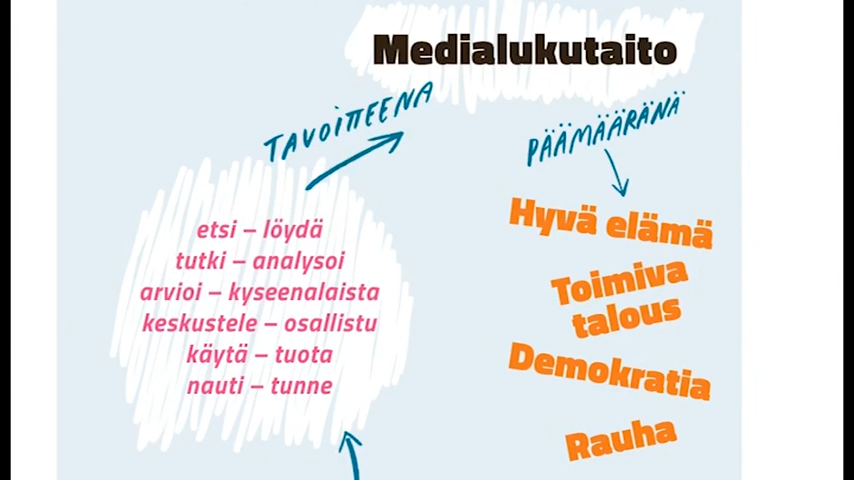 Medialukutaito
TAVOITTEENA
PÄÄMÄÄRÄNÄ
etsi – löydä
tutki – analysoi
arvioi – kyseenalaista
keskustele – osallistu
käytä – tuota
nauti – tunne
Hyvä elämä
Toimiva
talous
Demokratia
Rauha